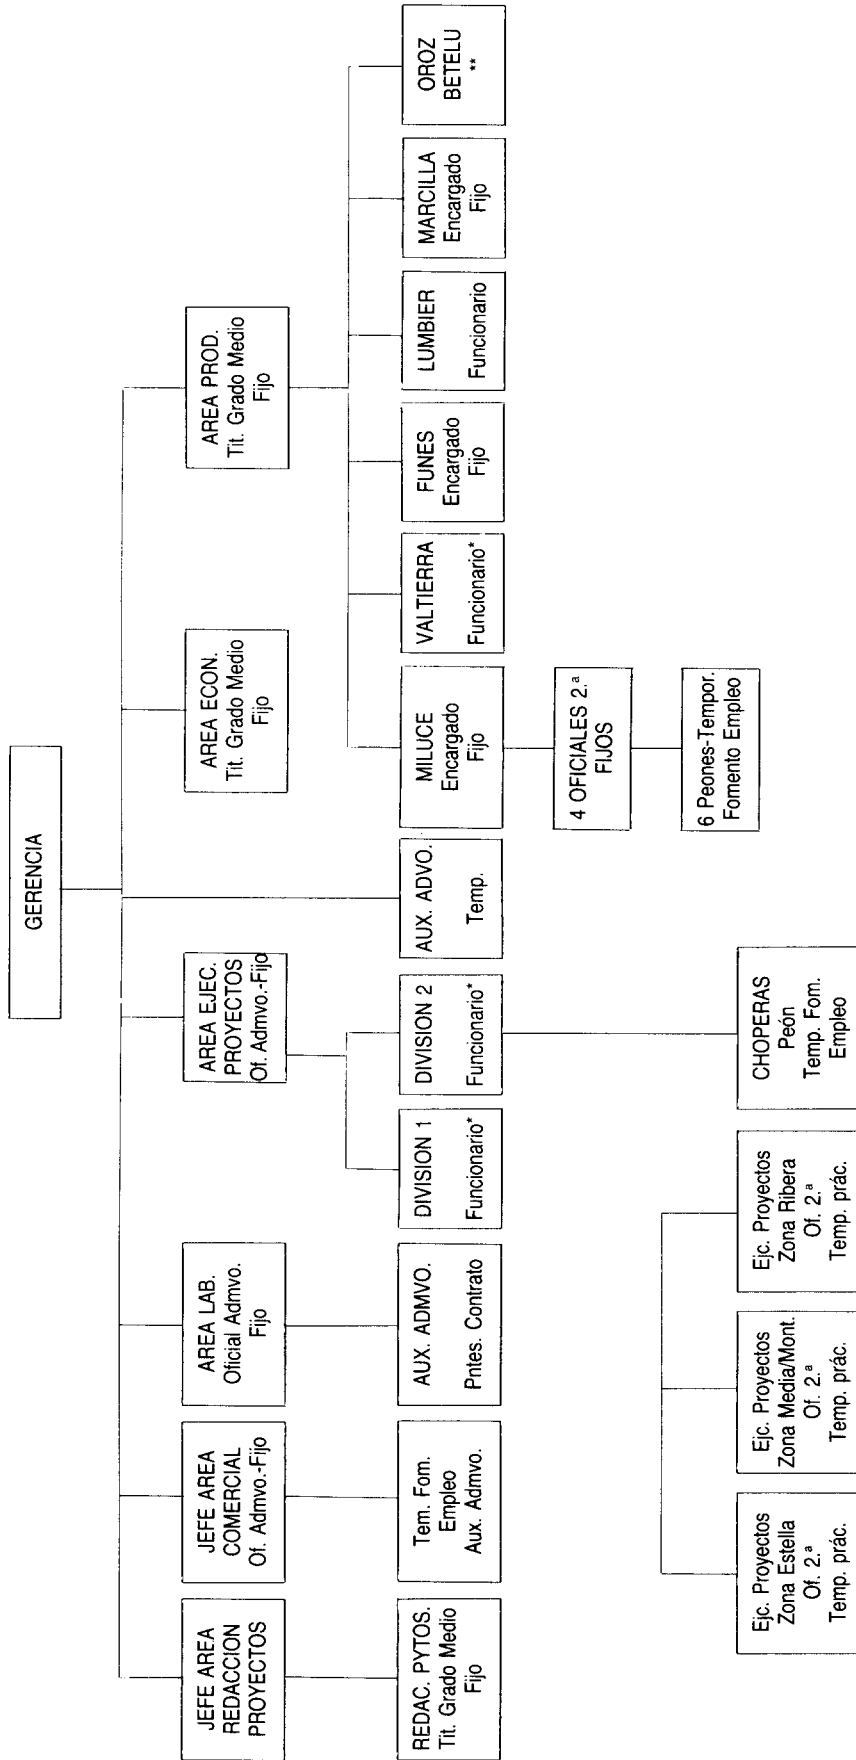 GERENCIA
JEFE AREA
REDACCION
PROYECTOS
JEFE AREA
COMERCIAL
Of. Admvo.-Fijo
AREA LAB.
Oficial Admvo.
Fijo
AREA EJEC.
PROYECTOS
Of. Admvo.-Fijo
AREA ECON.
Tit. Grado Medio
Fijo
AREA PROD.
Tit. Grado Medio
Fijo
REDAC. PYTOS.
Tit. Grado Medio
Fijo
Tem. Fom.
Empleo
Aux. Admvo.
AUX. ADMVO.
Pntes. Contrato
DIVISION 1
Funcionario*
DIVISION 2
Funcionario*
AUX. ADVO.
Temp.
MILUCE
Encargado
Fijo
VALTIERRA
Funcionario*
FUNES
Encargado
Fijo
LUMBIER
Funcionario
MARCILLA
Encargado
Fijo
OROZ
BETELU
**
4 OFICIALES 2.ª
FIJOS
6 Peones-Tempor.
Fomento Empleo
Ejc. Proyectos
Zona Estella
Of. 2.ª
Temp. prác.
Ejc. Proyectos
Zona Media/Mont.
Of. 2.ª
Temp. prác.
Ejc. Proyectos
Zona Ribera
Of. 2.ª
Temp. prác.
CHOPERAS
Peón
Temp. Fom.
Empleo